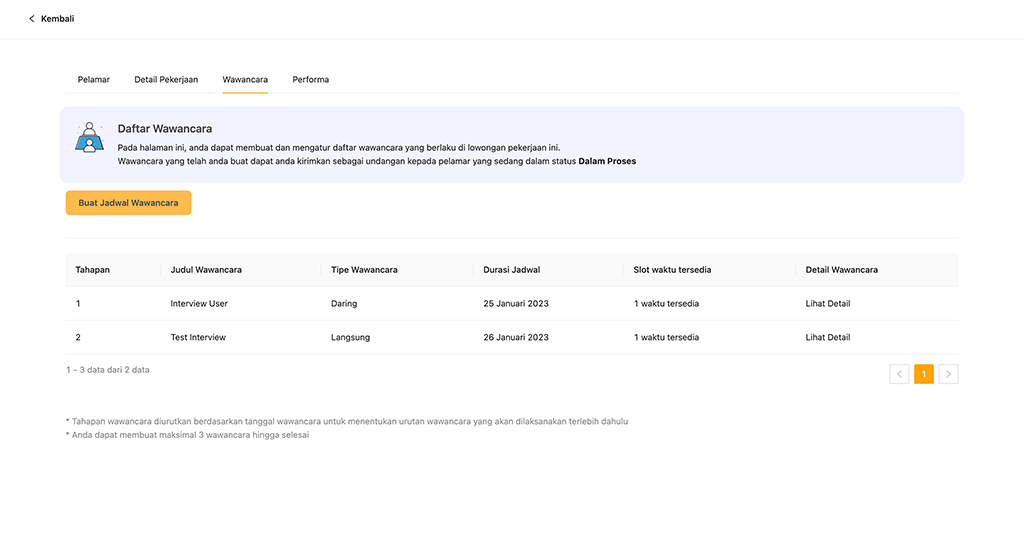 Kembali
Pelamar Detail Pekerjaan Wawancara Performa
Daftar Wawancara
Pada halaman ini, anda dapat membuat dan mengatur daftar wawancara yang berlaku di lowongan pekerjaan ini.
Wawancara yang telah anda buat dapat anda kirimkan sebagai undangan kepada pelamar yang sedang dalam status Dalam Proses
Buat Jadwal Wawancara
Tahapan Judul Wawancara Tipe Wawancara Durasi Jadwal Slot waktu tersedia Detail Wawancara
1 Interview User Daring 25 Januari 2023 1 waktu tersedia Lihat Detail
2 Test Interview Langsung 26 Januari 2023 1 waktu tersedia Lihat Detail
1 - 3 data dari 2 data
1
* Tahapan wawancara diurutkan berdasarkan tanggal wawancara untuk menentukan urutan wawancara yang akan dilaksanakan terlebih dahulu
* Anda dapat membuat maksimal 3 wawancara hingga selesai